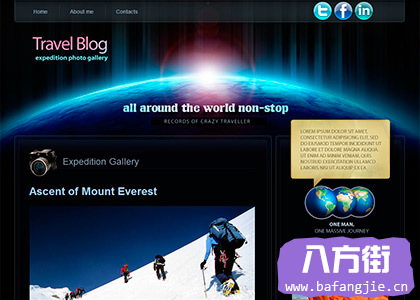 Home
About me
Contacts
Travel Blog
expedition photo gallery
all around the world non-stop
RECORDS OF CRAZY TRAVELLER
Expedition Gallery
Ascent of Mount Everest
LOREM IPSUM DOLOR SIT AMET,
CONSECTETUR ADIPISICING ELIT, SED
DO EIUSMOD TEMPOR INCIDIDUNT UT
LABORE ET DOLORE MAGNA ALIQUA.
UT ENIM AD MINIM VENIAM, QUIS
NOSTRUD EXERCITATION ULLAMCO
LABORIS NISI UT ALIQUIP EX EA.
ONE MAN,
ONE MASSIVE JOURNEY
八方街
www.bafangjie.cn